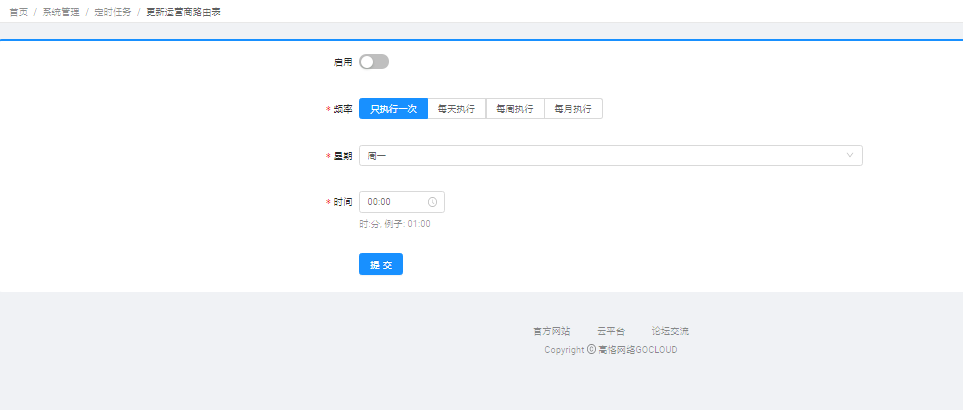 首页 / 系统管理 / 定时任务 / 更新运营商路由表
启用
* 频率 只执行一次 每天执行 每周执行 每月执行
* 星期 周一
* 时间 00:00
时:分, 例子: 01:00
提 交
官方网站 云平台 论坛交流
Copyright © 高恪网络GOCLOUD